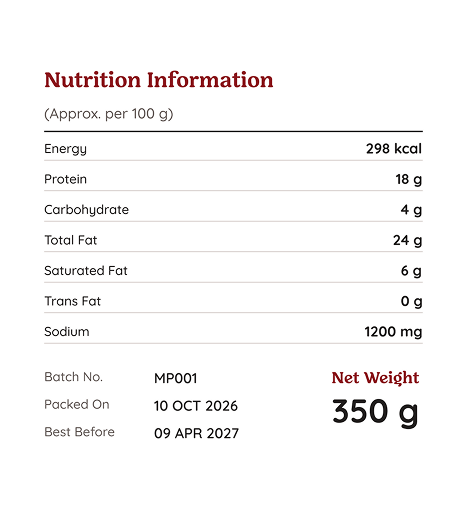 Nutrition Information
(Approx. per 100 g)
Energy 298 kcal
Protein 18 g
Carbohydrate 4 g
Total Fat 24 g
Saturated Fat 6 g
Trans Fat 0 g
Sodium 1200 mg
Batch No. MP001
Packed On 10 OCT 2026
Best Before 09 APR 2027
Net Weight
350 g